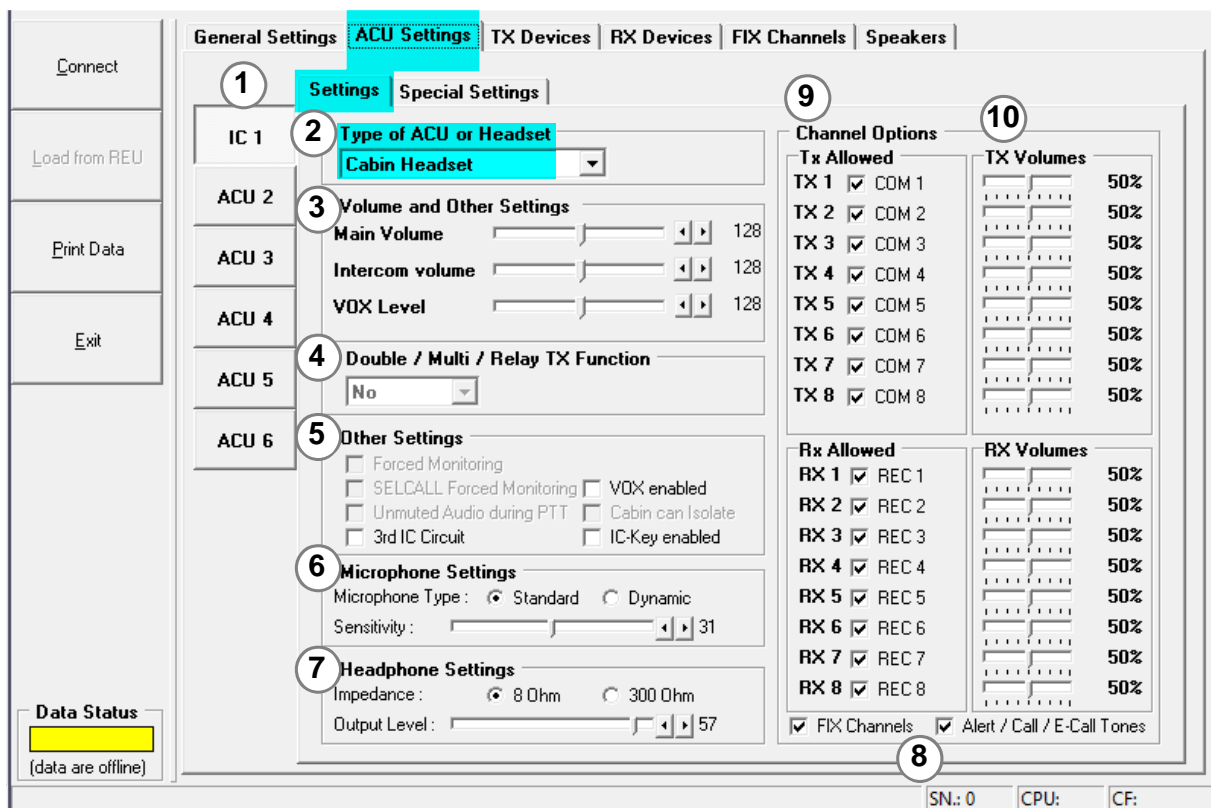 Connect
Load from REU
Print Data
Exit
Data Status
(data are offline)
General Settings ACU Settings TX Devices RX Devices FIX Channels Speakers
1
Settings Special Settings
IC 1
ACU 2
ACU 3
ACU 4
ACU 5
ACU 6
2 Type of ACU or Headset
Cabin Headset
3 Volume and Other Settings
Main Volume 128
Intercom volume 128
VOX Level 128
4 Double / Multi / Relay TX Function
No
5 Other Settings
Forced Monitoring
SELCALL Forced Monitoring VOX enabled
Unmuted Audio during PTT Cabin can Isolate
3rd IC Circuit IC-Key enabled
6 Microphone Settings
Microphone Type : Standard Dynamic
Sensitivity : 31
7 Headphone Settings
Impedance : 8 Ohm 300 Ohm
Output Level : 57
9
10
Channel Options
Tx Allowed TX Volumes
TX 1 COM 1 50%
TX 2 COM 2 50%
TX 3 COM 3 50%
TX 4 COM 4 50%
TX 5 COM 5 50%
TX 6 COM 6 50%
TX 7 COM 7 50%
TX 8 COM 8 50%
Rx Allowed RX Volumes
RX 1 REC 1 50%
RX 2 REC 2 50%
RX 3 REC 3 50%
RX 4 REC 4 50%
RX 5 REC 5 50%
RX 6 REC 6 50%
RX 7 REC 7 50%
RX 8 REC 8 50%
FIX Channels Alert / Call / E-Call Tones
8
SN.: 0 CPU: CF: